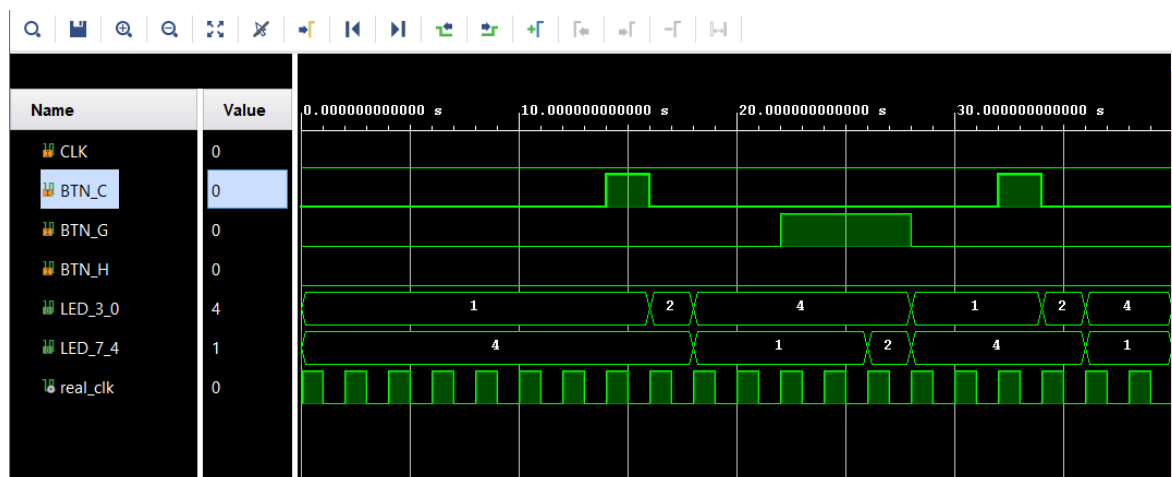 0.000000000000 s 10.000000000000 s 20.000000000000 s 30.000000000000 s
Name Value
CLK 0
BTN_C 0
BTN_G 0
BTN_H 0
LED_3_0 4 1 2 4 1 2 4
LED_7_4 1 4 1 2 4 1
real_clk 0